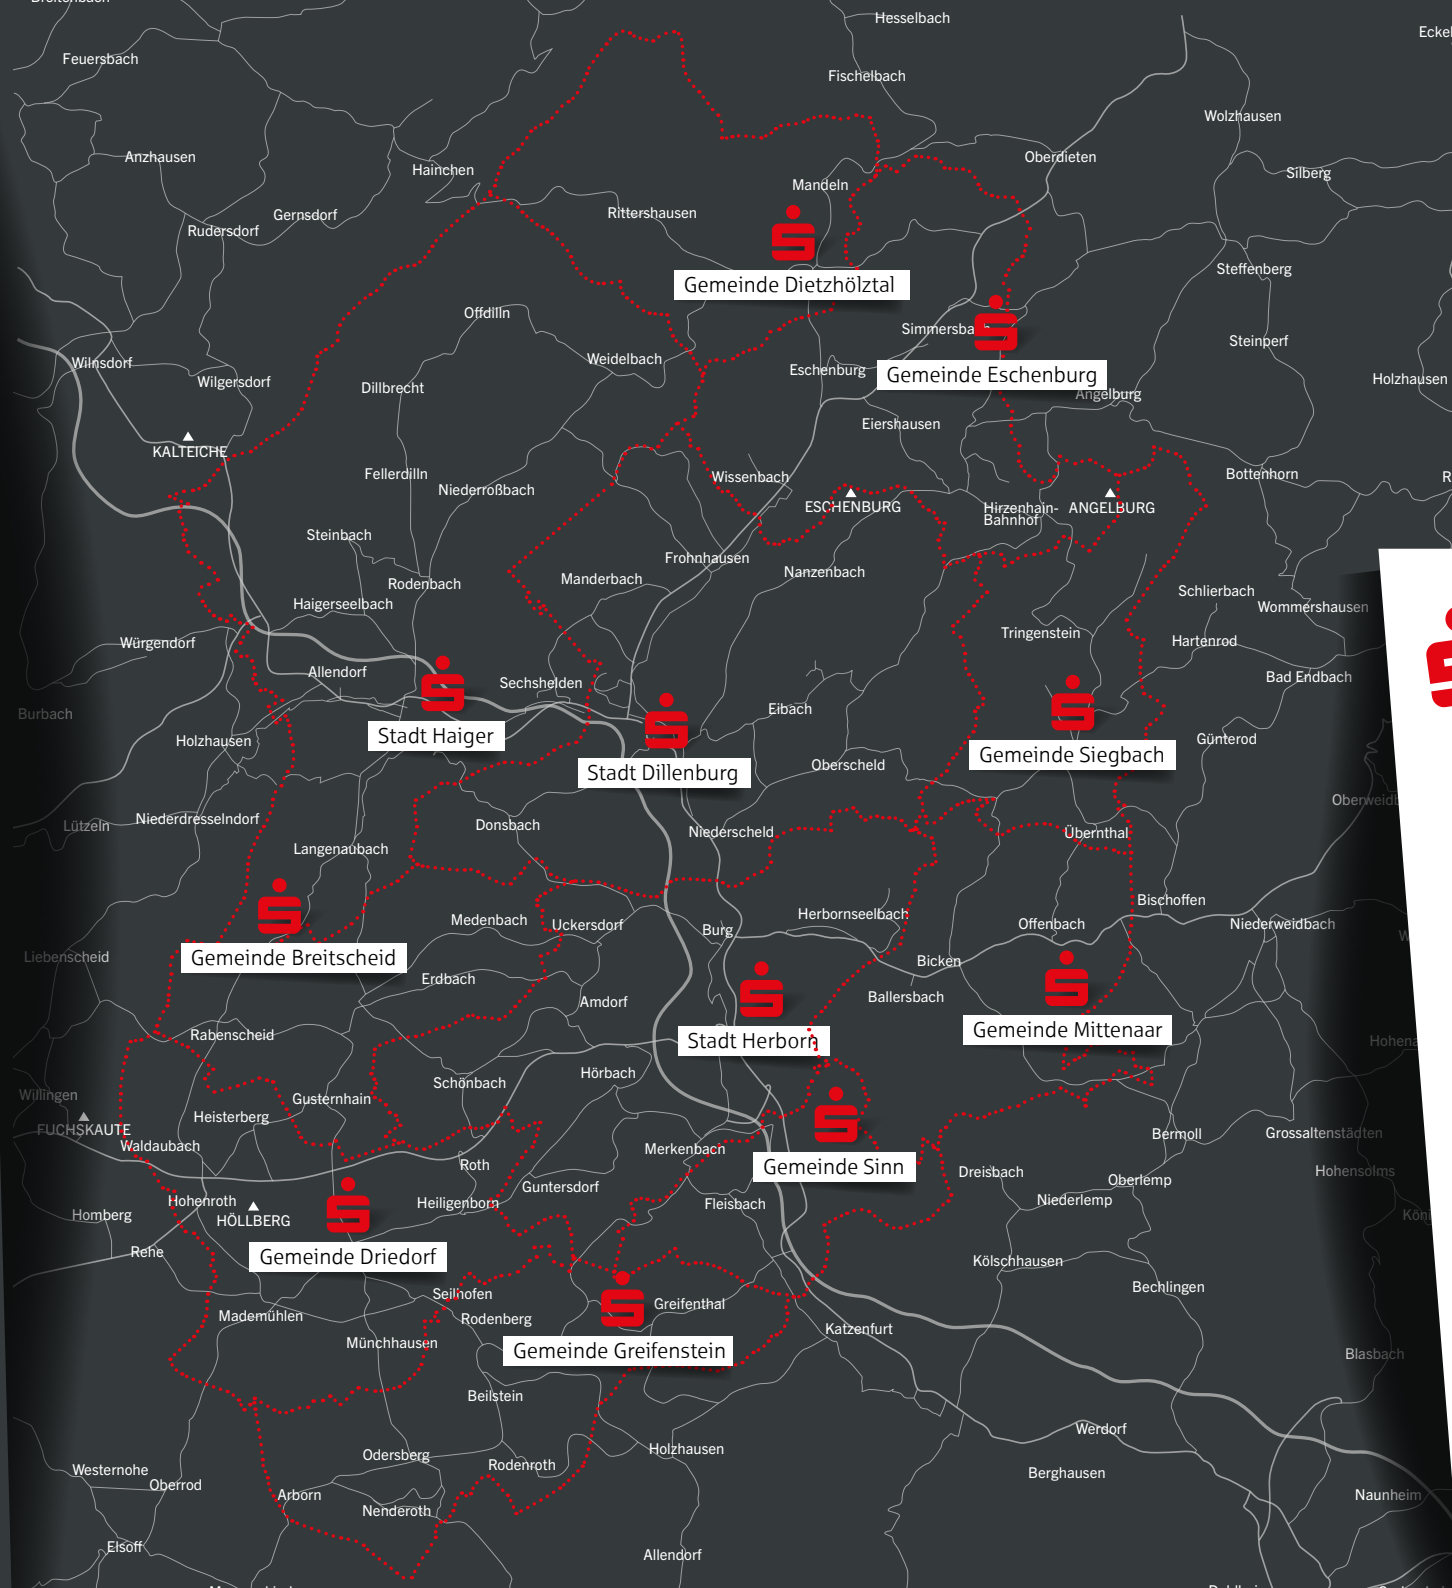 Hesselbach
Feuersbach
Fischelbach
Wolzhausen
Anzhausen
Hainchen
Oberdieten
Silberg
Mandeln
Gernsdorf
Rittershausen
Rudersdorf
Steffenberg
Gemeinde Dietzhölztal
Offdilln
Simmersba
Steinperf
Wilnsdorf
Weidelbach
Eschenburg
Gemeinde Eschenburg
Holzhausen
Wilgersdorf
Dillbrecht
Angelburg
Eiershausen
KALTEICHE
Fellerdilln
Wissenbach
Bottenhorn
Niederroßbach
ESCHENBURG
Hirzenhain-
Bahnhof
ANGELBURG
Steinbach
Frohnhausen
Rodenbach
Manderbach
Nanzenbach
Schlierbach
Haigerseelbach
Wommershausen
Würgendorf
Tringenstein
Hartenrod
Allendorf
Sechshelden
Bad Endbach
Burbach
Eibach
Holzhausen
Stadt Haiger
Günterod
Gemeinde Siegbach
Stadt Dillenburg
Oberscheld
Niederdresselndorf
Lützeln
Donsbach
Niederscheld
Übernthal
Langenaubach
Bischoffen
Medenbach
Uckersdorf
Herbornseelbach
Burg
Offenbach
Niederweidbach
Liebenscheid
Gemeinde Breitscheid
Bicken
Erdbach
Ballersbach
Amdorf
Rabenscheid
Stadt Herborn
Gemeinde Mittenaar
Willingen
Schönbach
Hörbach
Gusternhain
Heisterberg
FUCHSKAUTE
Waldaubach
Merkenbach
Bermoll
Grossaltenstädten
Roth
Gemeinde Sinn
Dreisbach
Hohensolms
Oberlemp
Guntersdorf
Hohenroth
Heiligenborn
Fleisbach
Niederlemp
Homberg
HÖLLBERG
Rehe
Gemeinde Driedorf
Kölschhausen
Bechlingen
Seilhofen
Greifenthal
Mademühlen
Rodenberg
Katzenfurt
Münchhausen
Gemeinde Greifenstein
Blasbach
Beilstein
Werdorf
Odersberg
Holzhausen
Westernohe
Rodenroth
Berghausen
Oberrod
Arborn
Nenderoth
Naunheim
Elsoff
Allendorf